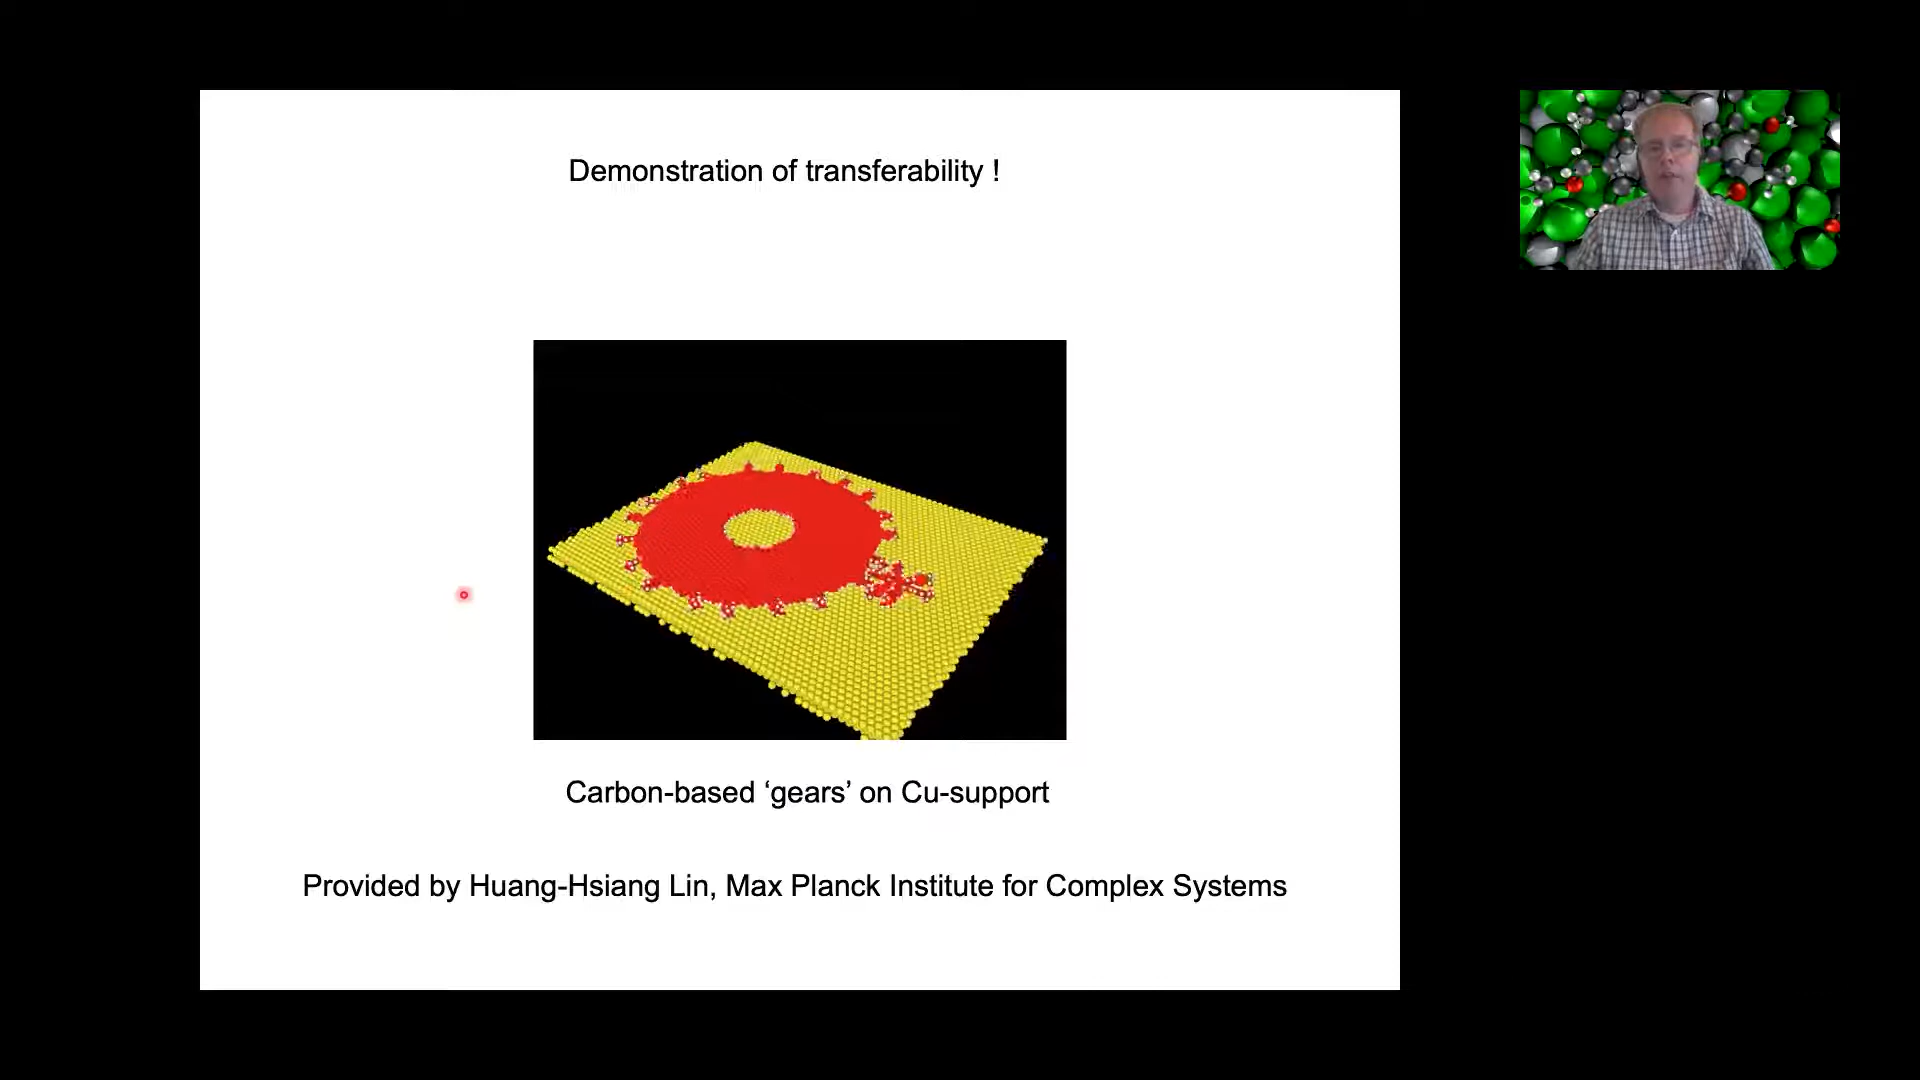 Demonstration of transferability !
Carbon-based ‘gears’ on Cu-support
Provided by Huang-Hsiang Lin, Max Planck Institute for Complex Systems